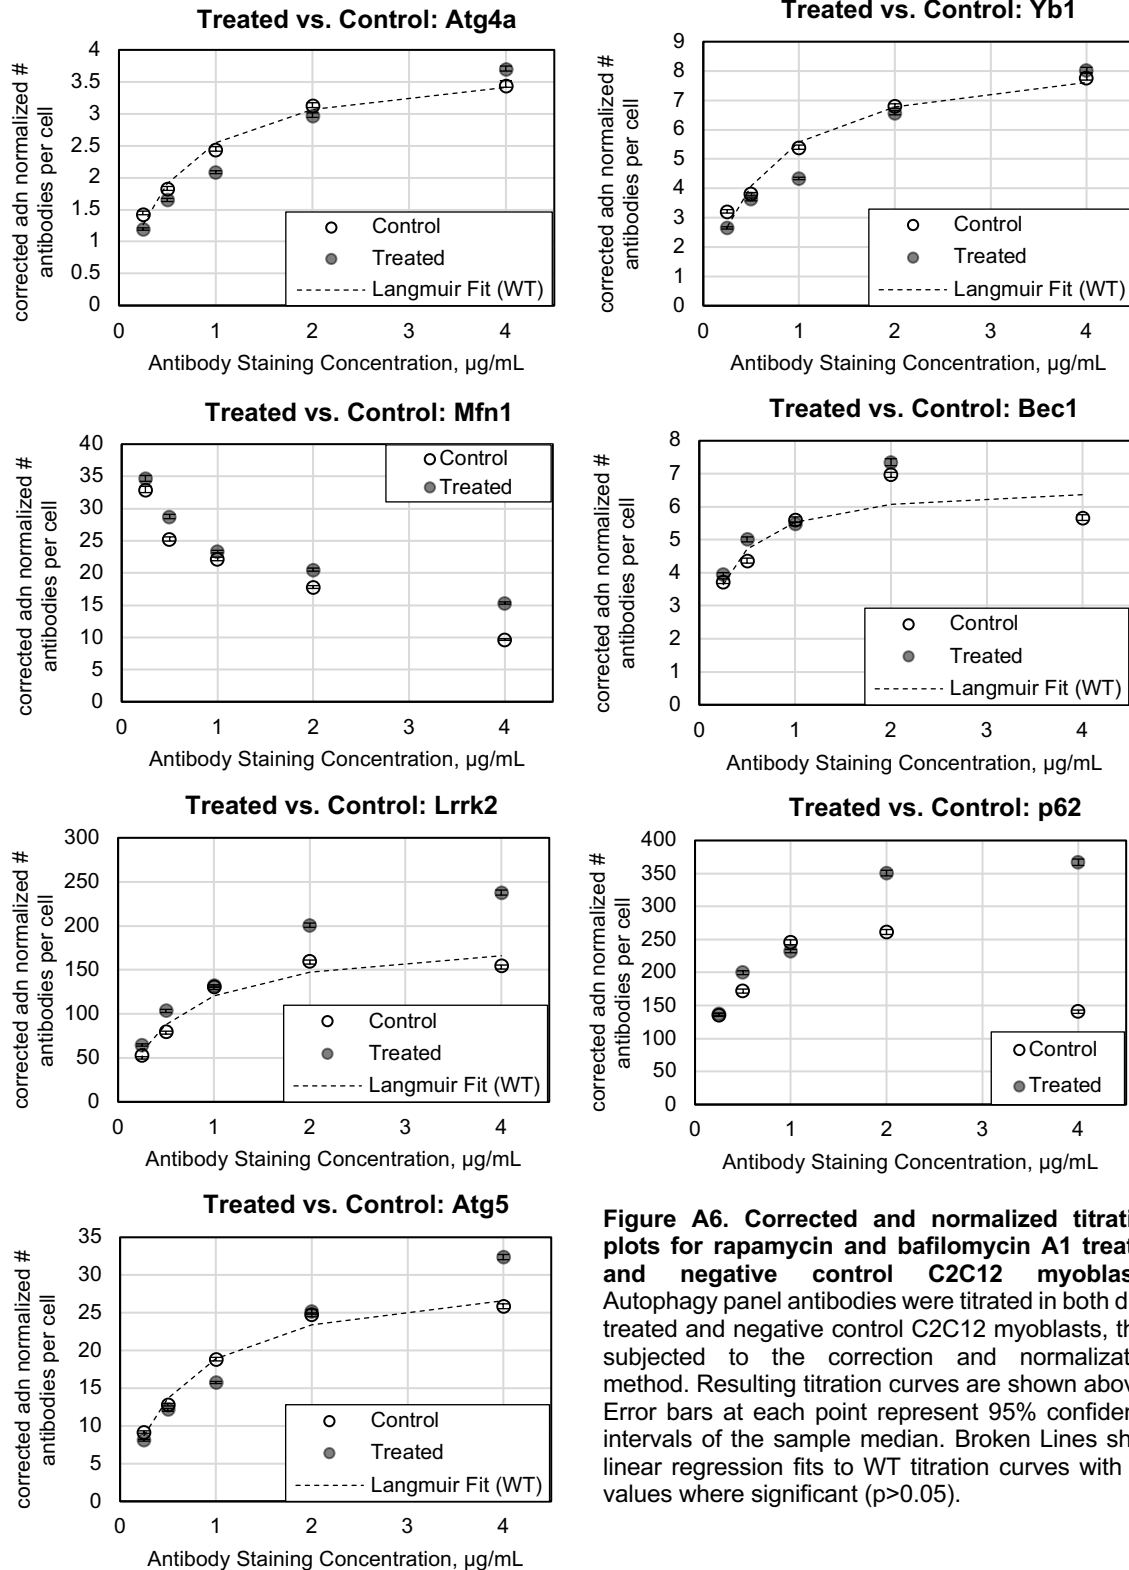 Treated vs. Control: Atg4a
corrected adn normalized #
antibodies per cell
4
3.5
3
2.5
2
1.5
1
0.5
0
Control
Treated
Langmuir Fit (WT)
0 1 2 3 4
Antibody Staining Concentration, µg/mL
Treated vs. Control: Yb1
corrected adn normalized #
antibodies per cell
9
8
7
6
5
4
3
2
1
0
Control
Treated
Langmuir Fit (WT)
0 1 2 3 4
Antibody Staining Concentration, µg/mL
Treated vs. Control: Mfn1
corrected adn normalized #
antibodies per cell
40
35
30
25
20
15
10
5
0
Control
Treated
0 1 2 3 4
Antibody Staining Concentration, µg/mL
Treated vs. Control: Bec1
corrected adn normalized #
antibodies per cell
8
7
6
5
4
3
2
1
0
Control
Treated
Langmuir Fit (WT)
0 1 2 3 4
Antibody Staining Concentration, µg/mL
Treated vs. Control: Lrrk2
corrected adn normalized #
antibodies per cell
300
250
200
150
100
50
0
Control
Treated
Langmuir Fit (WT)
0 1 2 3 4
Antibody Staining Concentration, µg/mL
Treated vs. Control: p62
corrected adn normalized #
antibodies per cell
400
350
300
250
200
150
100
50
0
Control
Treated
0 1 2 3 4
Antibody Staining Concentration, µg/mL
Treated vs. Control: Atg5
corrected adn normalized #
antibodies per cell
35
30
25
20
15
10
5
0
Control
Treated
Langmuir Fit (WT)
0 1 2 3 4
Antibody Staining Concentration, µg/mL
Figure A6. Corrected and normalized titrati
plots for rapamycin and bafilomycin A1 treat
and negative control C2C12 myoblas
Autophagy panel antibodies were titrated in both d
treated and negative control C2C12 myoblasts, th
subjected to the correction and normalizat
method. Resulting titration curves are shown abov
Error bars at each point represent 95% confiden
intervals of the sample median. Broken Lines sh
linear regression fits to WT titration curves with
values where significant (p>0.05).